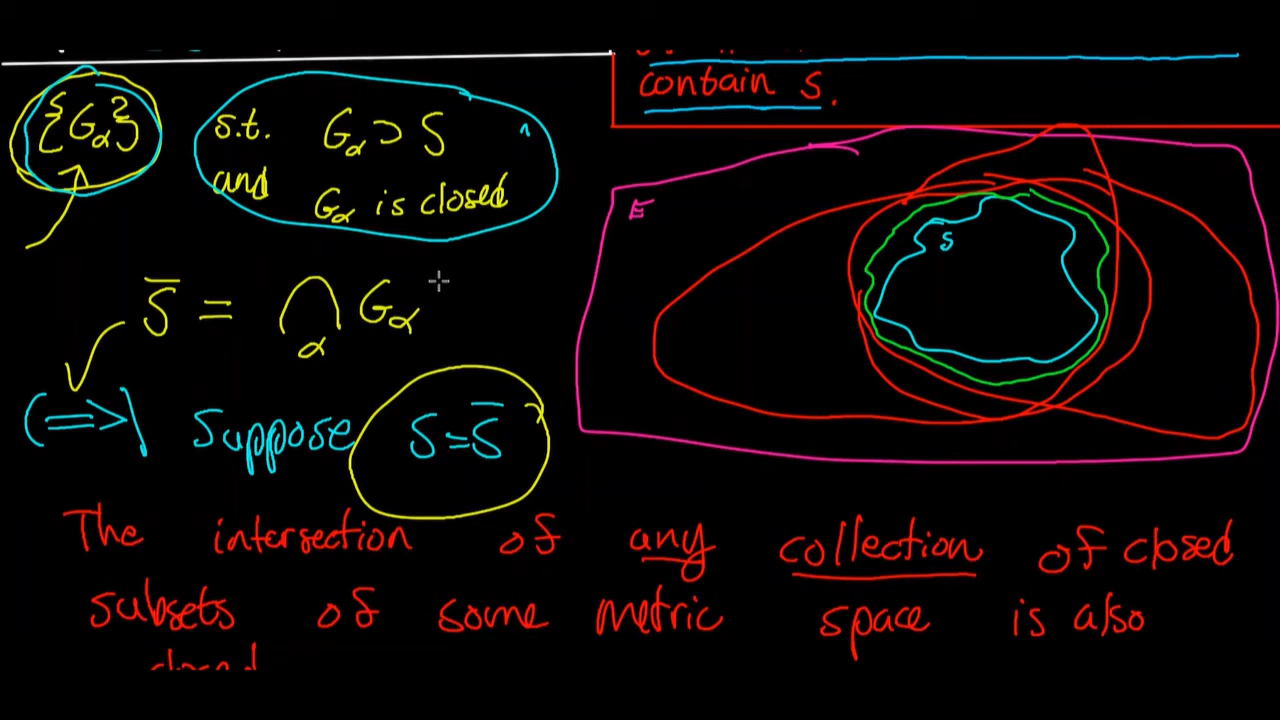 contain S.
{Gα}
s.t. Gα ⊃ S
and
Gα is closed
E
S
S̅ = ∩ Gα
α
(=>) Suppose S = S̅
The intersection of any collection of closed
subsets of some metric space is also
closed